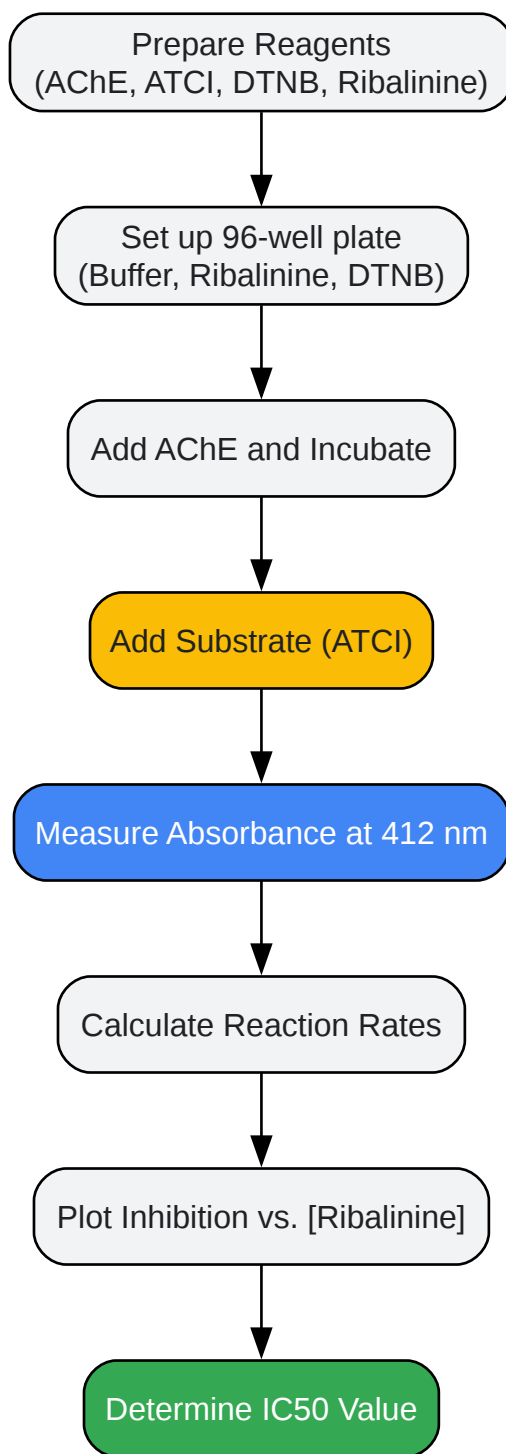 Prepare Reagents
(AChE, ATCI, DTNB, Ribalinine)
Set up 96-well plate
(Buffer, Ribalinine, DTNB)
Add AChE and Incubate
Add Substrate (ATCI)
Measure Absorbance at 412 nm
Calculate Reaction Rates
Plot Inhibition vs. [Ribalinine]
Determine IC50 Value